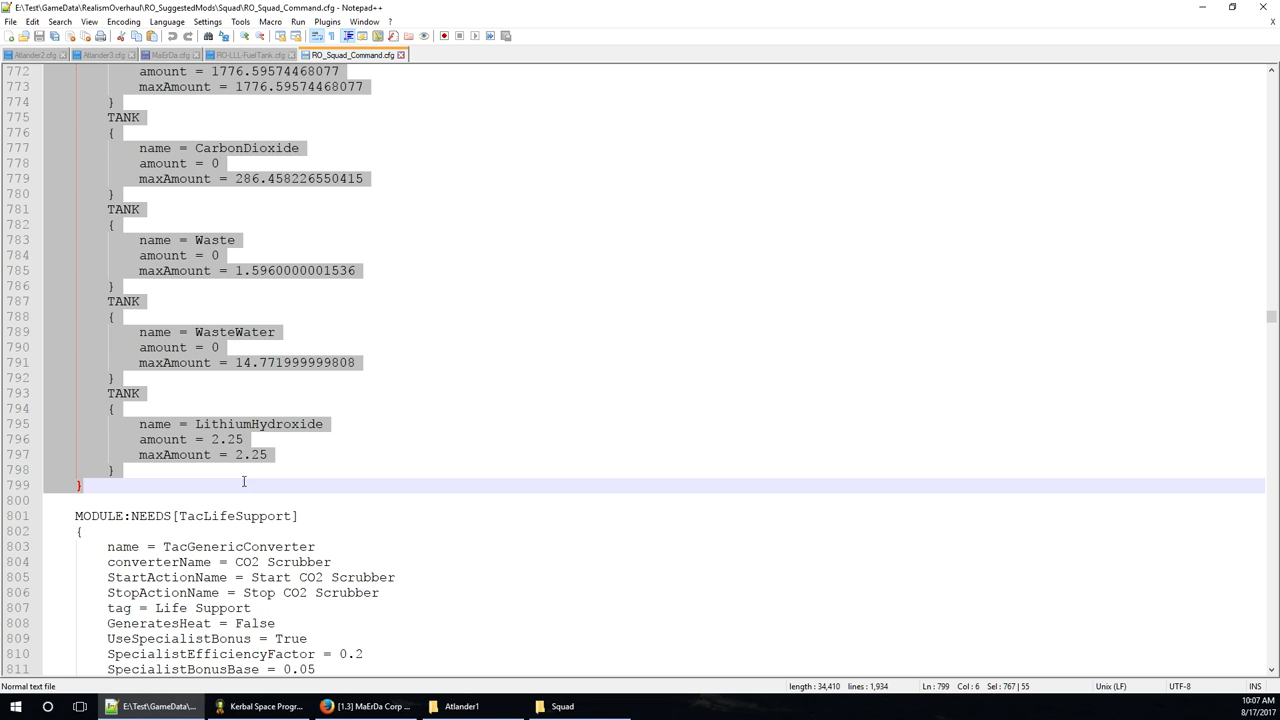 E:\Test\GameData\RealismOverhaul\RO_SuggestedMods\Squad\RO_Squad_Command.cfg - Notepad++
File Edit Search View Encoding Language Settings Tools Macro Run Plugins Window ?
Atlander2.cfg Atlander3.cfg MaErDa.cfg RO-LLL-FuelTank.cfg RO_Squad_Command.cfg
772 amount = 1776.59574468077
773 maxAmount = 1776.59574468077
774 }
775 TANK
776 {
777 name = CarbonDioxide
778 amount = 0
779 maxAmount = 286.458226550415
780 }
781 TANK
782 {
783 name = Waste
784 amount = 0
785 maxAmount = 1.5960000001536
786 }
787 TANK
788 {
789 name = WasteWater
790 amount = 0
791 maxAmount = 14.771999999808
792 }
793 TANK
794 {
795 name = LithiumHydroxide
796 amount = 2.25
797 maxAmount = 2.25
798 }
799 }
800
801 MODULE:NEEDS[TacLifeSupport]
802 {
803 name = TacGenericConverter
804 converterName = CO2 Scrubber
805 StartActionName = Start CO2 Scrubber
806 StopActionName = Stop CO2 Scrubber
807 tag = Life Support
808 GeneratesHeat = False
809 UseSpecialistBonus = True
810 SpecialistEfficiencyFactor = 0.2
811 SpecialistBonusBase = 0.05
Normal text file length : 34,410 lines : 1,934 Ln : 799 Col : 6 Sel : 767 | 55 Unix (LF) UTF-8 INS
E:\Test\GameData\... Kerbal Space Progr... [1.3] MaErDa Corp ... Atlander1 Squad 10:07 AM
8/17/2017